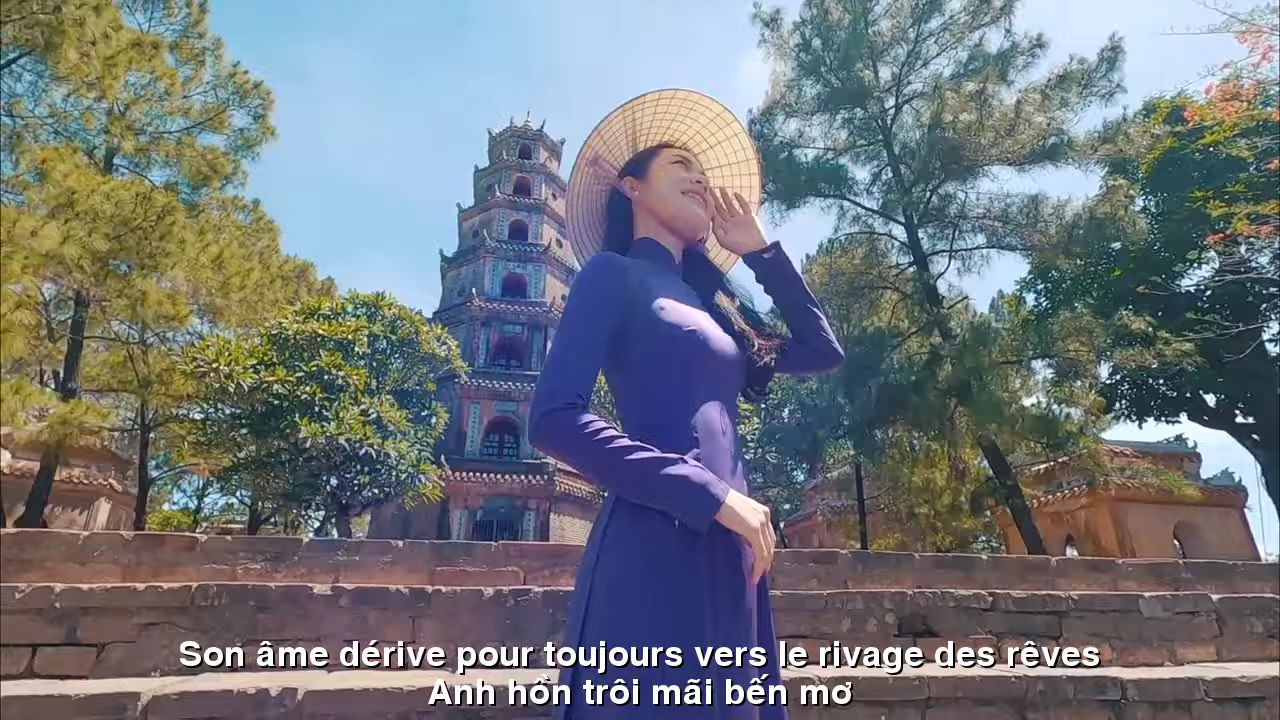 Son âme dérive pour toujours vers le rivage des rêves
Anh hồn trôi mãi bến mơ